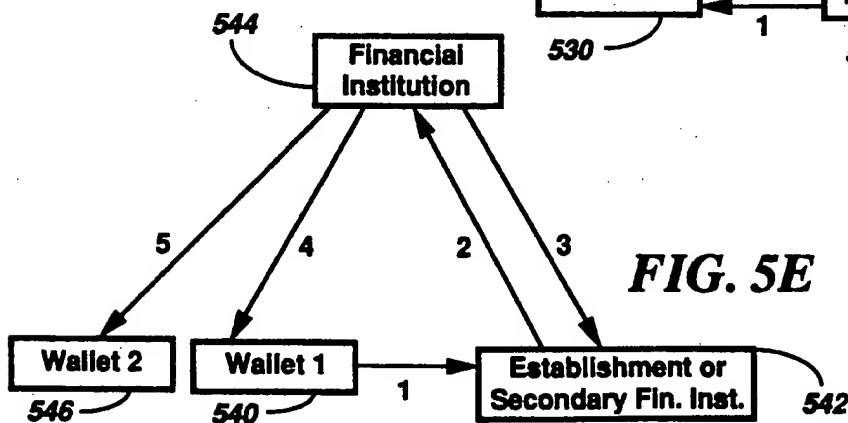 544
530
1
Financial
Institution
5
4
2
3
FIG. 5E
Wallet 2
Wallet 1
1
Establishment or
Secondary Fin. Inst.
546
540
542